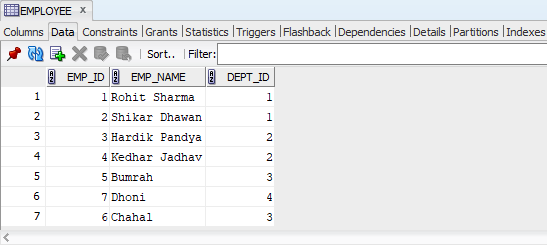 EMPLOYEE x
Columns Data Constraints Grants Statistics Triggers Flashback Dependencies Details Partitions Indexes
Sort.. Filter:
EMP_ID EMP_NAME DEPT_ID
1 1 Rohit Sharma 1
2 2 Shikar Dhawan 1
3 3 Hardik Pandya 2
4 4 Kedhar Jadhav 2
5 5 Bumrah 3
6 7 Dhoni 4
7 6 Chahal 3